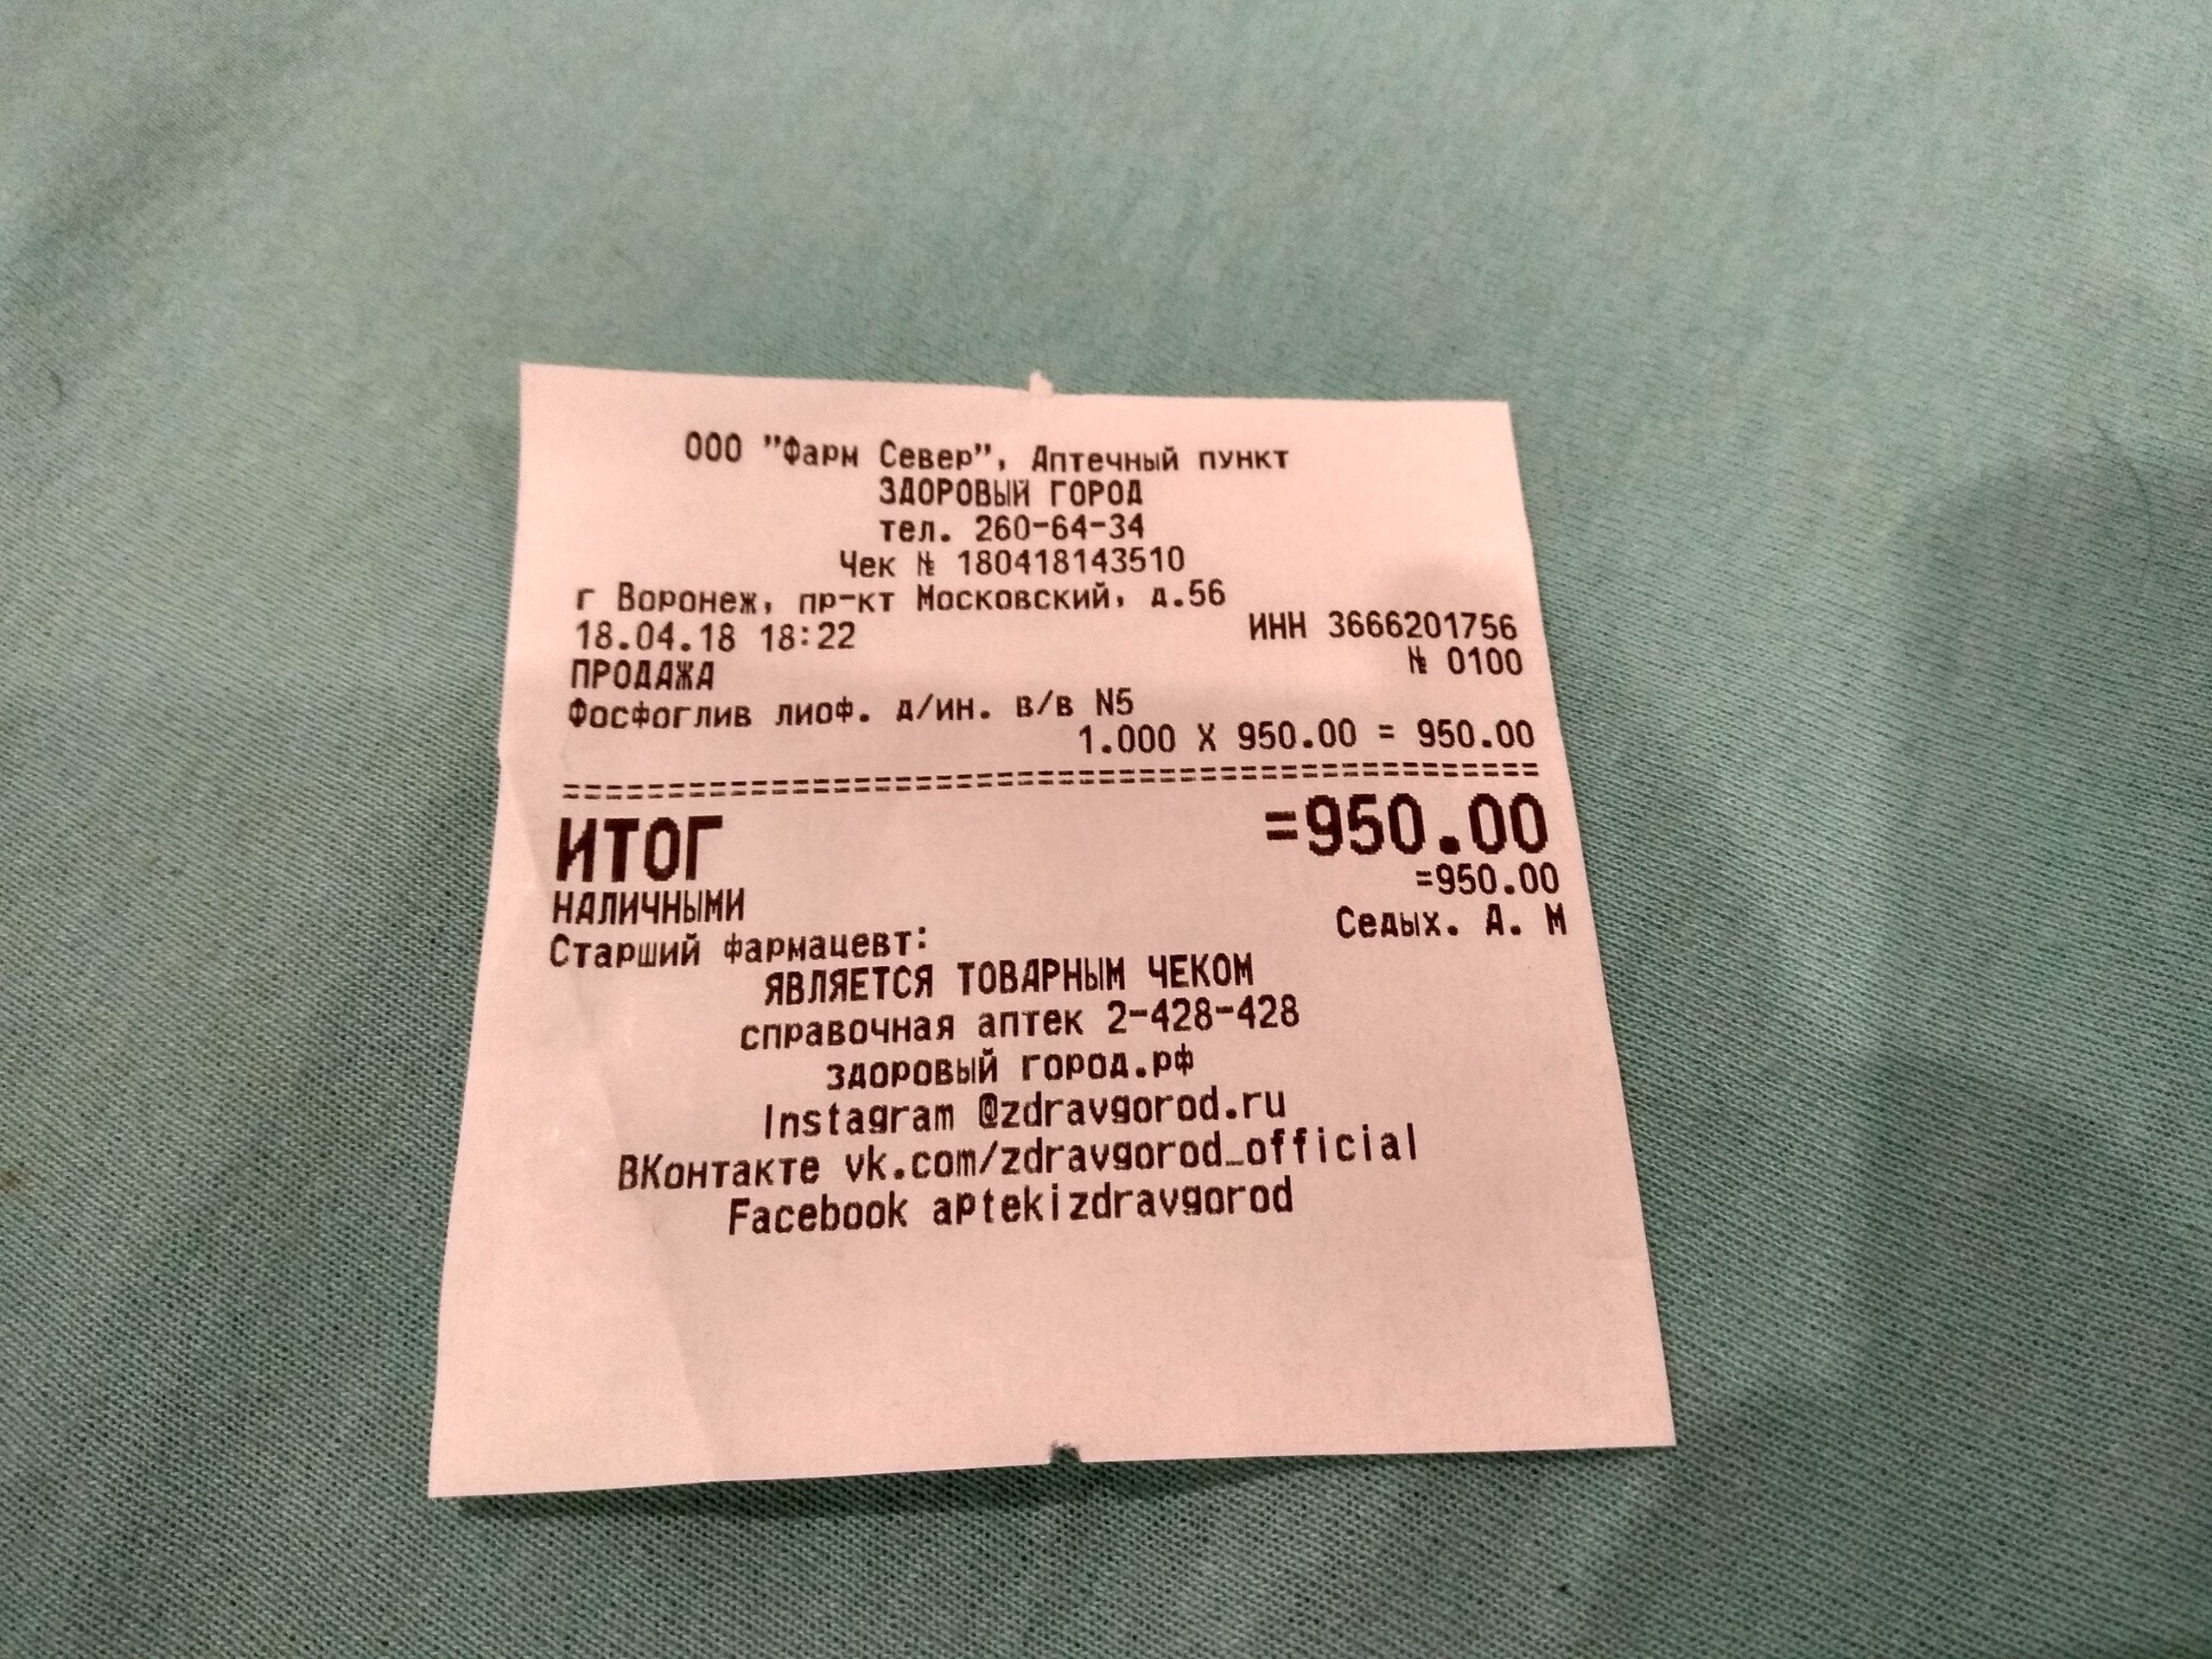 ООО "Фарм Север", Аптечный пункт
ЗДОРОВЫЙ ГОРОД
тел. 260-64-34
Чек № 180418143510
г Воронеж, пр-кт Московский, д.56
18.04.18 18:22 ИНН 3666201756
ПРОДАЖА № 0100
Фосфоглив лиоф. д/ин. в/в N5
1.000 X 950.00 = 950.00
===============================================
ИТОГ =950.00
НАЛИЧНЫМИ =950.00
Старший фармацевт: Седых. А. М
ЯВЛЯЕТСЯ ТОВАРНЫМ ЧЕКОМ
справочная аптек 2-428-428
здоровый город.рф
Instagram @zdravgorod.ru
ВКонтакте vk.com/zdravgorod_official
Facebook aptekizdravgorod